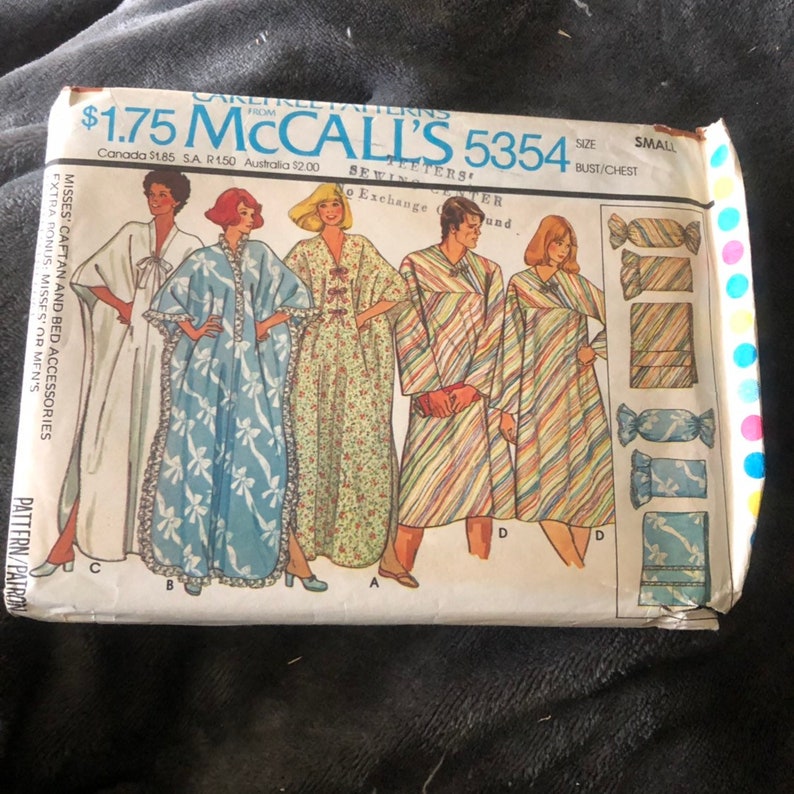 CAREFREE PATTERNS
$1.75 FROM McCALL'S 5354 SIZE SMALL
Canada $1.85 S.A. R1.50 Australia $2.00 BUST/CHEST
TEETERS'
SEWING CENTER
No Exchange
MISSES' CAFTAN AND BED ACCESSORIES
EXTRA BONUS: MISSES' OR MEN'S
PATTERN/PATRON
C
B
A
D
D